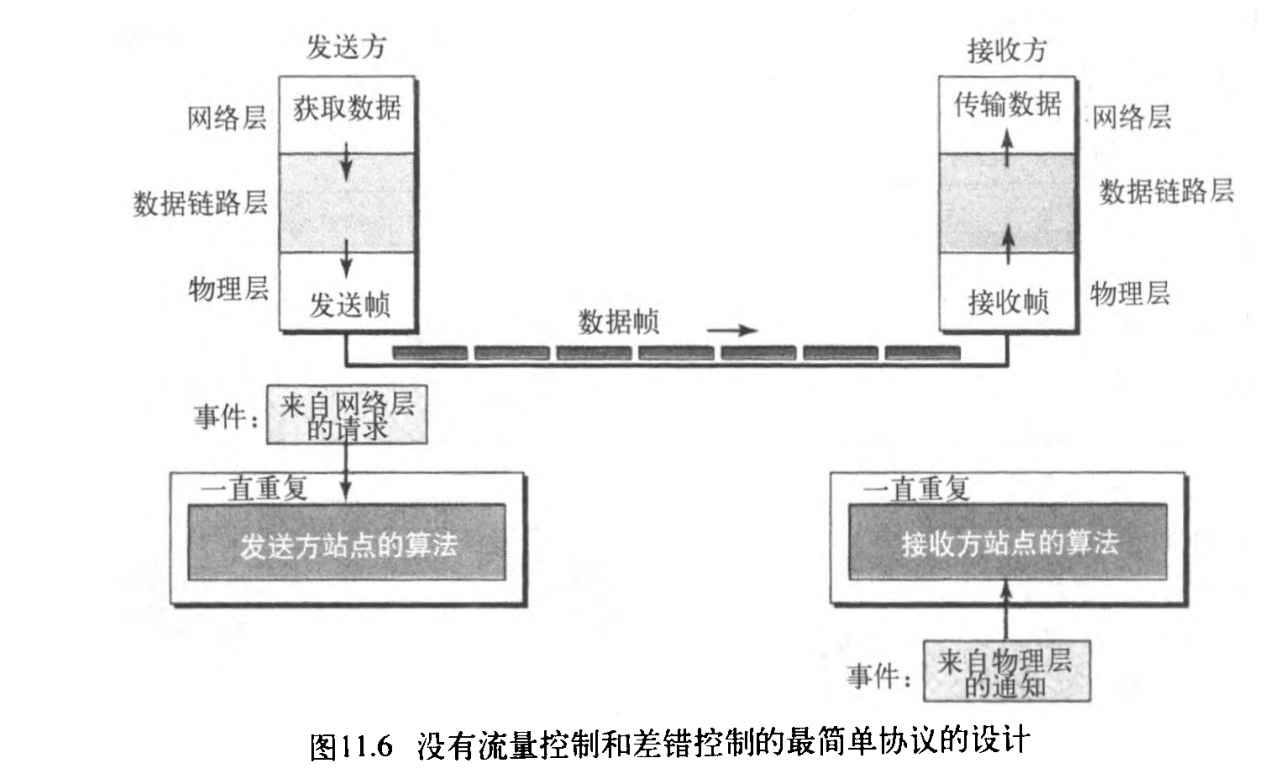 发送方
接收方
网络层
获取数据
传输数据
网络层
数据链路层
数据链路层
物理层
发送帧
接收帧
物理层
数据帧
事件：
来自网络层
的请求
一直重复
发送方站点的算法
一直重复
接收方站点的算法
事件：
来自物理层
的通知
图11.6 没有流量控制和差错控制的最简单协议的设计